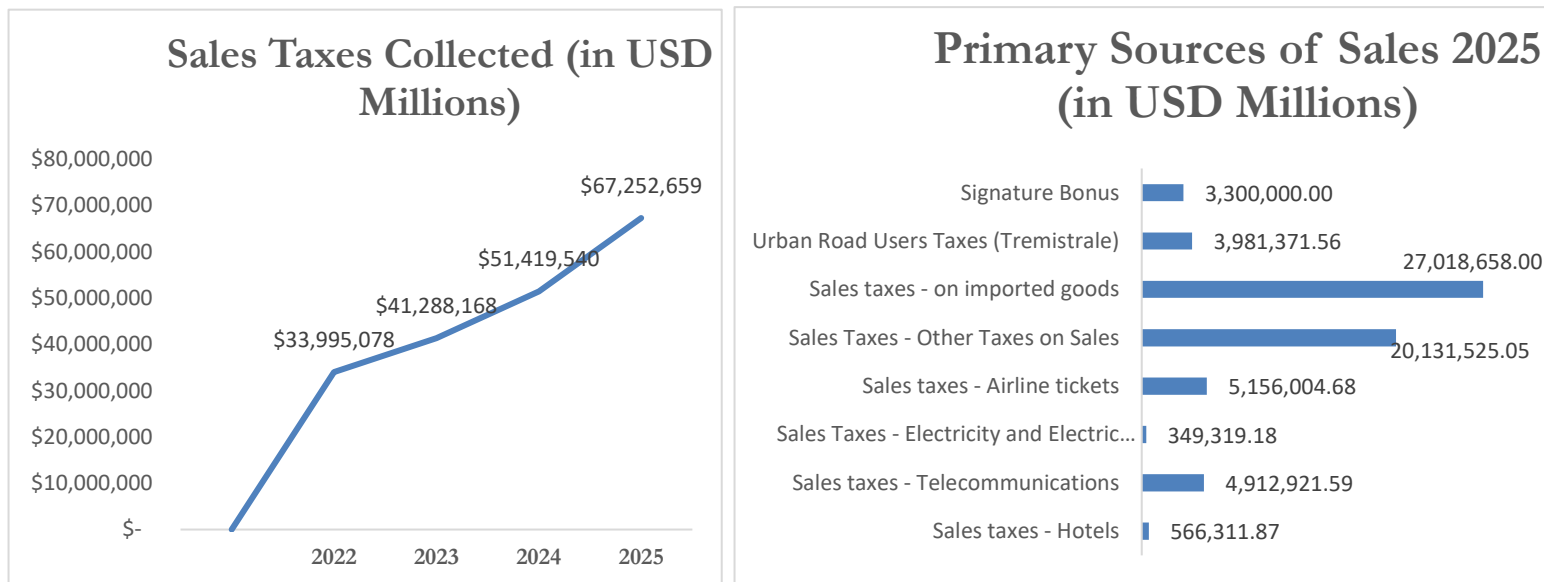 Sales Taxes Collected (in USD
Millions)
$80,000,000
$70,000,000
$60,000,000
$50,000,000
$40,000,000
$30,000,000
$20,000,000
$10,000,000
$-
$33,995,078
$41,288,168
$51,419,540
$67,252,659
2022
2023
2024
2025
Primary Sources of Sales 2025
(in USD Millions)
Signature Bonus
3,300,000.00
Urban Road Users Taxes (Tremistrale)
3,981,371.56
Sales taxes - on imported goods
27,018,658.00
Sales Taxes - Other Taxes on Sales
20,131,525.05
Sales taxes - Airline tickets
5,156,004.68
Sales Taxes - Electricity and Electric...
349,319.18
Sales taxes - Telecommunications
4,912,921.59
Sales taxes - Hotels
566,311.87